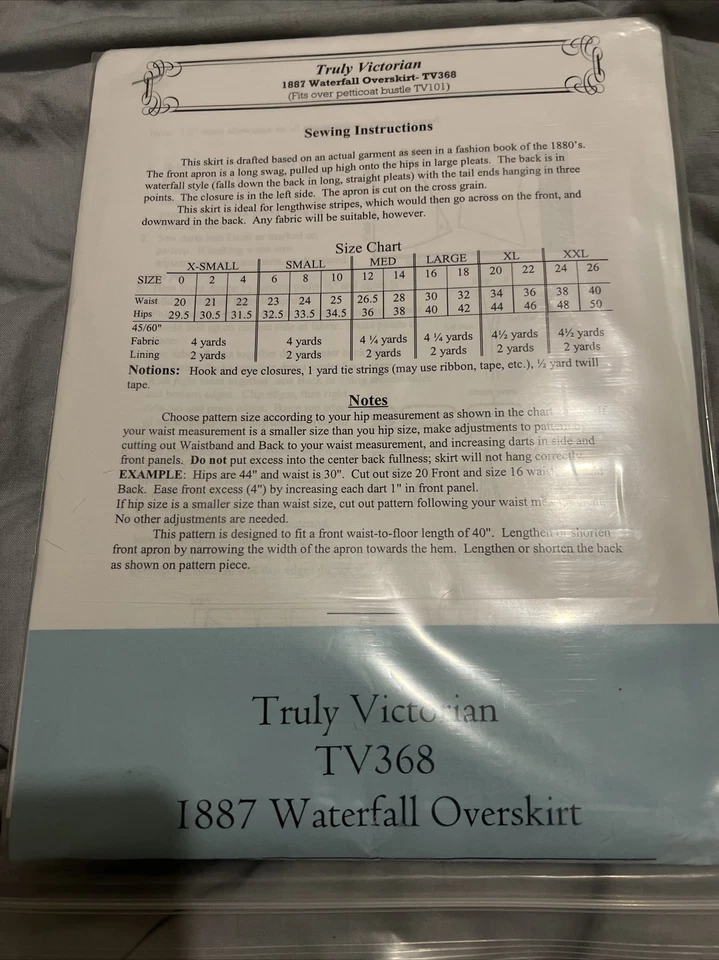 Truly Victorian
1887 Waterfall Overskirt- TV368
(Fits over petticoat bustle TV101)
Sewing Instructions
This skirt is drafted based on an actual garment as seen in a fashion book of the 1880's.
The front apron is a long swag, pulled up high onto the hips in large pleats. The back is in
waterfall style (falls down the back in long, straight pleats) with the tail ends hanging in three
points. The closure is in the left side. The apron is cut on the cross grain.
This skirt is ideal for lengthwise stripes, which would then go across on the front, and
downward in the back. Any fabric will be suitable, however.
Size Chart
X-SMALL SMALL MED LARGE XL XXL
SIZE 0 2 4 6 8 10 12 14 16 18 20 22 24 26
Waist 20 21 22 23 24 25 26.5 28 30 32 34 36 38 40
Hips 29.5 30.5 31.5 32.5 33.5 34.5 36 38 40 42 44 46 48 50
45/60"
Fabric 4 yards 4 yards 4 ¼ yards 4 ¼ yards 4½ yards 4½ yards
Lining 2 yards 2 yards 2 yards 2 yards 2 yards 2 yards
Notions: Hook and eye closures, 1 yard tie strings (may use ribbon, tape, etc.), ½ yard twill
tape.
Notes
Choose pattern size according to your hip measurement as shown in the chart If
your waist measurement is a smaller size than you hip size, make adjustments to pattern by
cutting out Waistband and Back to your waist measurement, and increasing darts in side and
front panels. Do not put excess into the center back fullness; skirt will not hang correctly.
EXAMPLE: Hips are 44" and waist is 30". Cut out size 20 Front and size 16
Back. Ease front excess (4") by increasing each dart 1" in front panel.
If hip size is a smaller size than waist size, cut out pattern following your waist
No other adjustments are needed.
This pattern is designed to fit a front waist-to-floor length of 40". Lengthen or shorten
front apron by narrowing the width of the apron towards the hem. Lengthen or shorten the back
as shown on pattern piece.
Truly Victorian
TV368
1887 Waterfall Overskirt